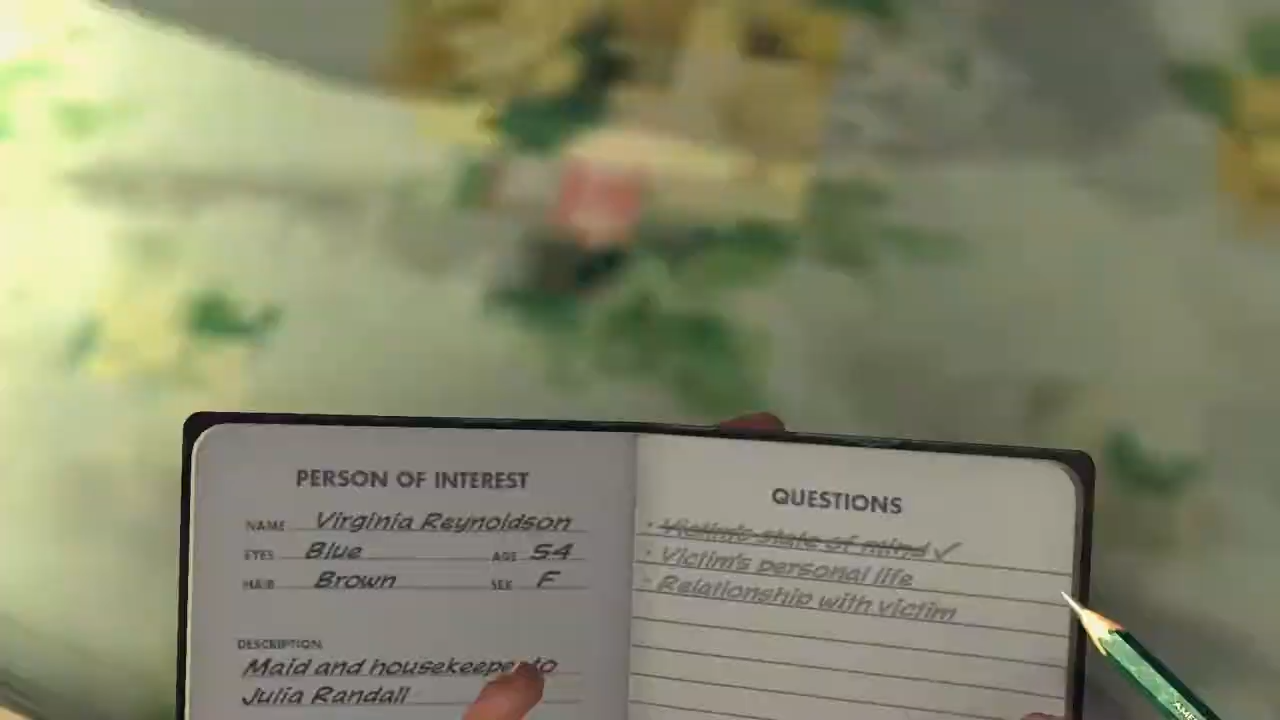 PERSON OF INTEREST
NAME Virginia Reynoldson
EYES Blue AGE 54
HAIR Brown SEX F
DESCRIPTION
Maid and housekeeper to
Julia Randall
QUESTIONS
· Victim's state of mind ✓
· Victim's personal life
· Relationship with victim